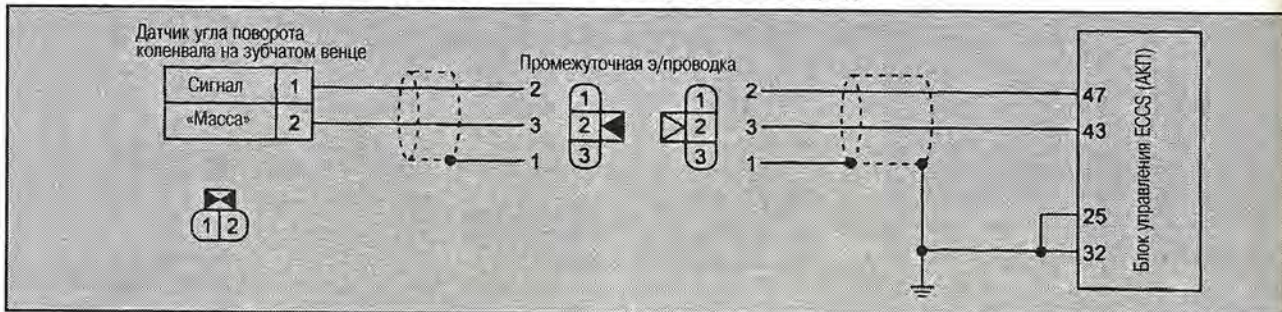 Датчик угла поворота
коленвала на зубчатом венце
Сигнал 1
«Масса» 2
1 2
Промежуточная э/проводка
2
3
1
1
2
3
1
2
3
2
3
1
47
43
25
32
Блок управления ECCS (АКП)